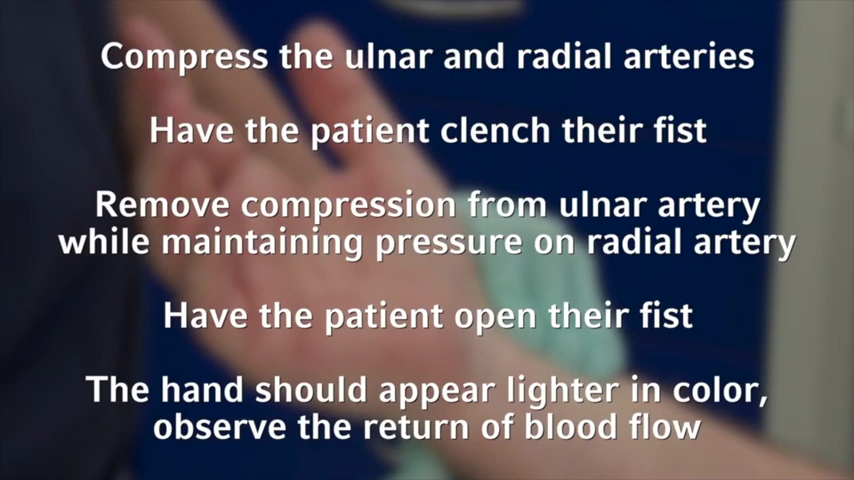 Compress the ulnar and radial arteries
Have the patient clench their fist
Remove compression from ulnar artery
while maintaining pressure on radial artery
Have the patient open their fist
The hand should appear lighter in color,
observe the return of blood flow